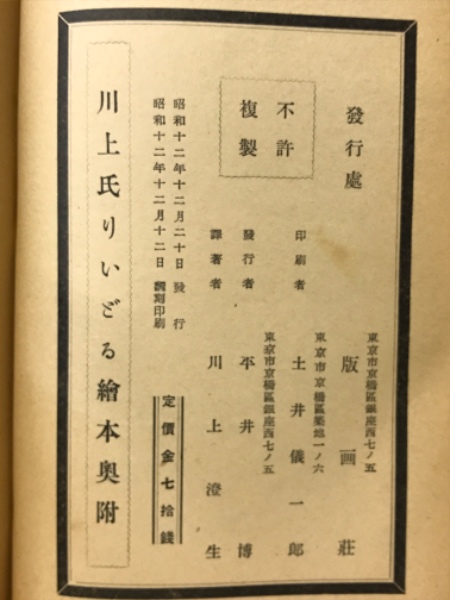 東京市京橋區銀座西七ノ五
發行處 版画莊
不許
複製
東京市京橋區築地一ノ六
印刷者 土井儀一郎
東京市京橋區銀座西七ノ五
發行者 平井博
譯著者 川上澄生
昭和十二年十二月二十日 發行
昭和十二年十二月十二日 印刷
定價金七拾錢
川上氏りいどる繪本奥附